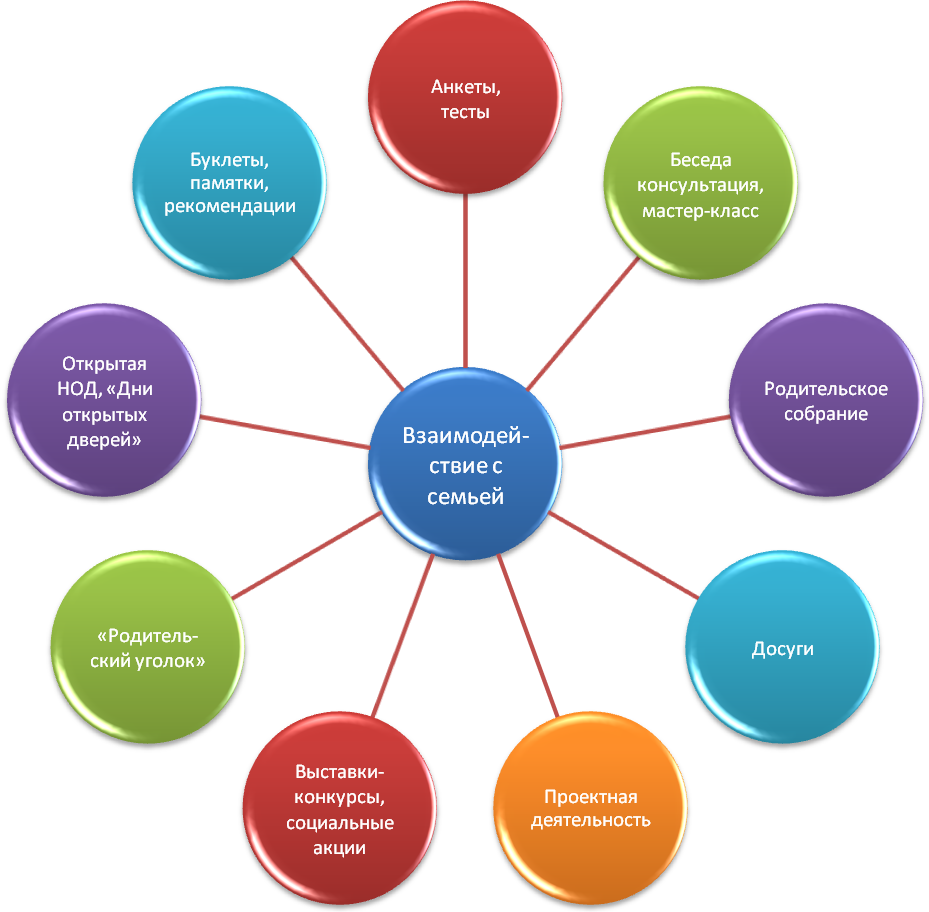 Анкеты,
тесты
Беседа
консультация,
мастер-класс
Родительское
собрание
Досуги
Проектная
деятельность
Выставки-
конкурсы,
социальные
акции
«Родитель-
ский уголок»
Открытая
НОД, «Дни
открытых
дверей»
Буклеты,
памятки,
рекомендации
Взаимодей-
ствие с
семьей